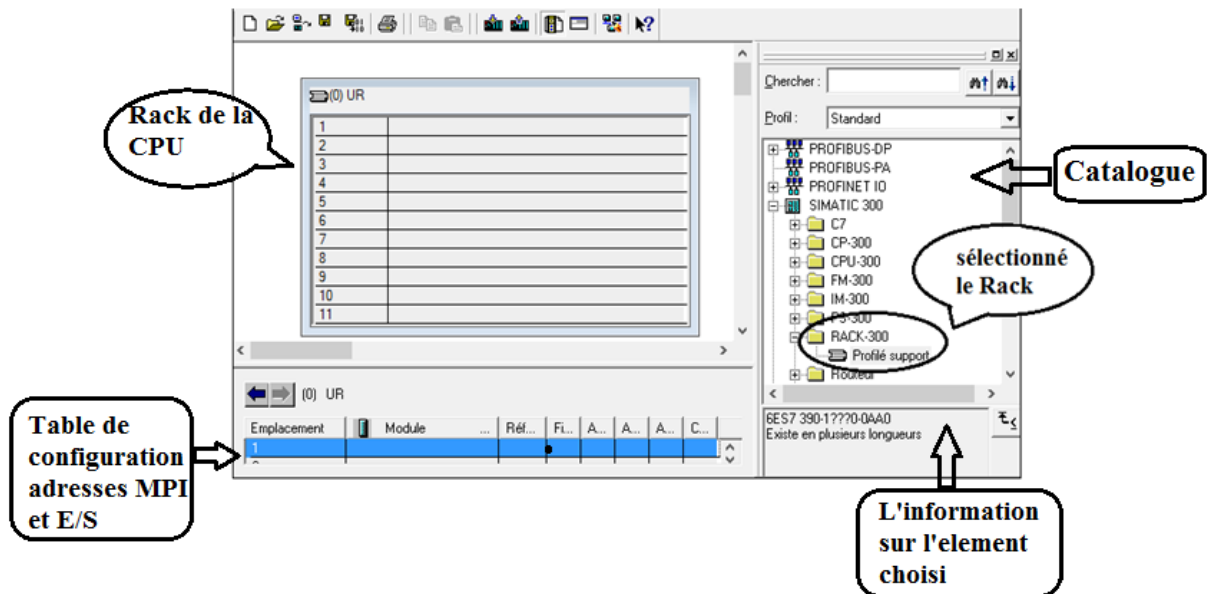 Rack de la
CPU
(0) UR
1
2
3
4
5
6
7
8
9
10
11
Chercher :
Profil :
Standard
PROFIBUS-DP
PROFIBUS-PA
PROFINET IO
SIMATIC 300
C7
CP-300
CPU-300
FM-300
IM-300
PS-300
RACK-300
Profilé support
Routeur
Catalogue
sélectionné
le Rack
(0) UR
Emplacement Module ... Réf... Fi... A... A... A... C...
1
6ES7 390-1???0-0AA0
Existe en plusieurs longueurs
Table de
configuration
adresses MPI
et E/S
L'information
sur l'element
choisi